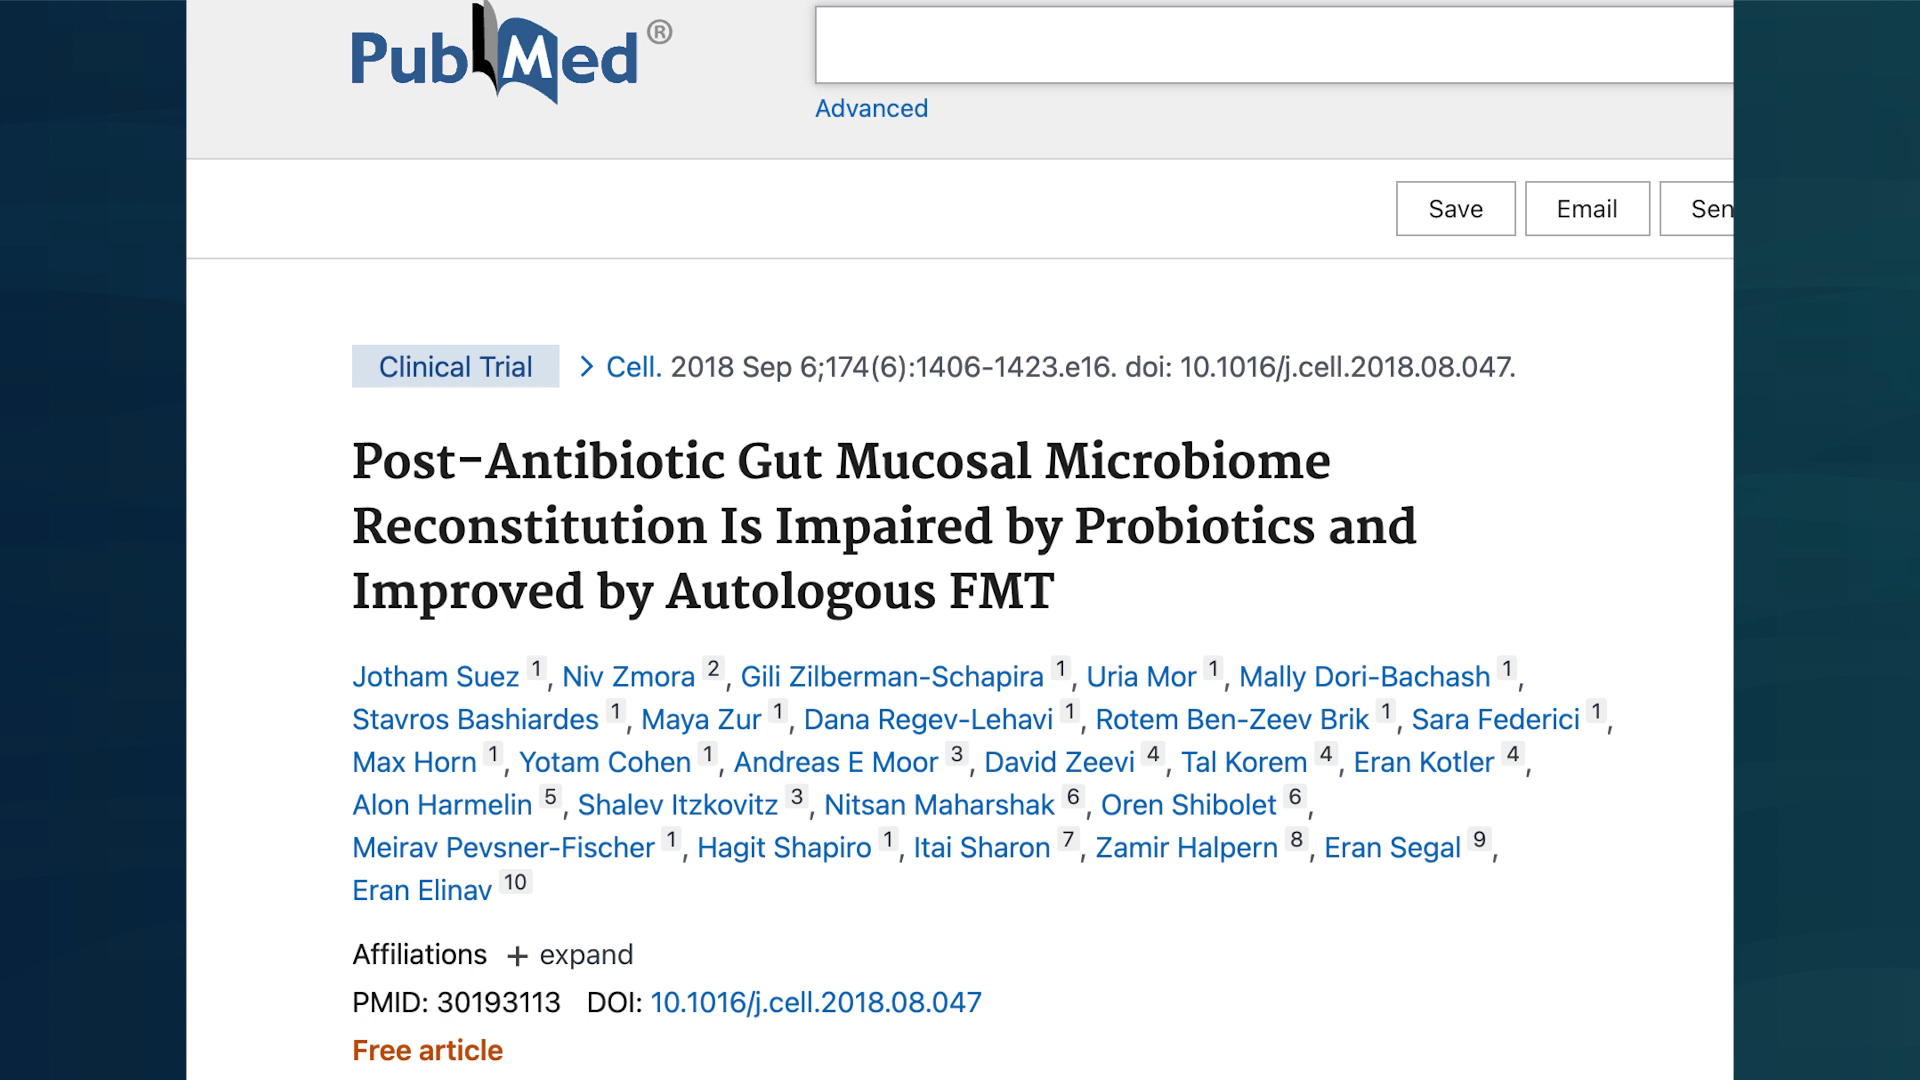 PubMed®
Advanced
Save Email Sen
Clinical Trial > Cell. 2018 Sep 6;174(6):1406-1423.e16. doi: 10.1016/j.cell.2018.08.047.
Post-Antibiotic Gut Mucosal Microbiome
Reconstitution Is Impaired by Probiotics and
Improved by Autologous FMT
Jotham Suez 1, Niv Zmora 2, Gili Zilberman-Schapira 1, Uria Mor 1, Mally Dori-Bachash 1,
Stavros Bashiardes 1, Maya Zur 1, Dana Regev-Lehavi 1, Rotem Ben-Zeev Brik 1, Sara Federici 1,
Max Horn 1, Yotam Cohen 1, Andreas E Moor 3, David Zeevi 4, Tal Korem 4, Eran Kotler 4,
Alon Harmelin 5, Shalev Itzkovitz 3, Nitsan Maharshak 6, Oren Shibolet 6,
Meirav Pevsner-Fischer 1, Hagit Shapiro 1, Itai Sharon 7, Zamir Halpern 8, Eran Segal 9,
Eran Elinav 10
Affiliations + expand
PMID: 30193113 DOI: 10.1016/j.cell.2018.08.047
Free article